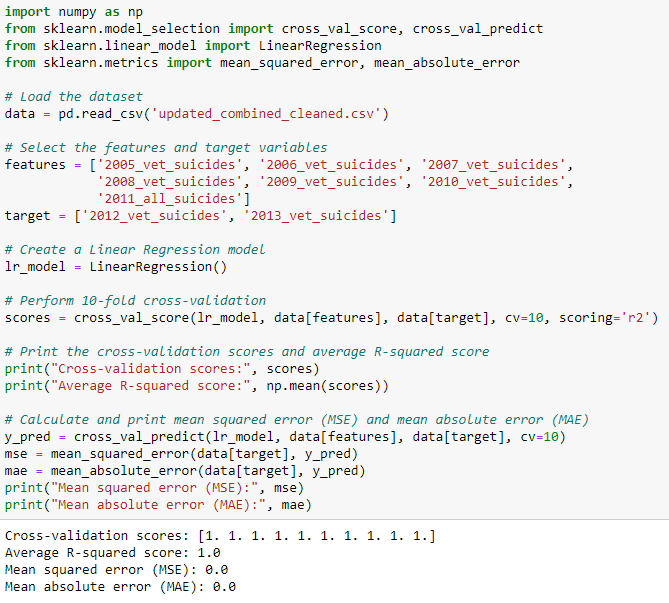 import numpy as np
from sklearn.model_selection import cross_val_score, cross_val_predict
from sklearn.linear_model import LinearRegression
from sklearn.metrics import mean_squared_error, mean_absolute_error

# Load the dataset
data = pd.read_csv('updated_combined_cleaned.csv')

# Select the features and target variables
features = ['2005_vet_suicides', '2006_vet_suicides', '2007_vet_suicides',
            '2008_vet_suicides', '2009_vet_suicides', '2010_vet_suicides',
            '2011_all_suicides']
target = ['2012_vet_suicides', '2013_vet_suicides']

# Create a Linear Regression model
lr_model = LinearRegression()

# Perform 10-fold cross-validation
scores = cross_val_score(lr_model, data[features], data[target], cv=10, scoring='r2')

# Print the cross-validation scores and average R-squared score
print("Cross-validation scores:", scores)
print("Average R-squared score:", np.mean(scores))

# Calculate and print mean squared error (MSE) and mean absolute error (MAE)
y_pred = cross_val_predict(lr_model, data[features], data[target], cv=10)
mse = mean_squared_error(data[target], y_pred)
mae = mean_absolute_error(data[target], y_pred)
print("Mean squared error (MSE):", mse)
print("Mean absolute error (MAE):", mae)

Cross-validation scores: [1. 1. 1. 1. 1. 1. 1. 1. 1. 1.]
Average R-squared score: 1.0
Mean squared error (MSE): 0.0
Mean absolute error (MAE): 0.0